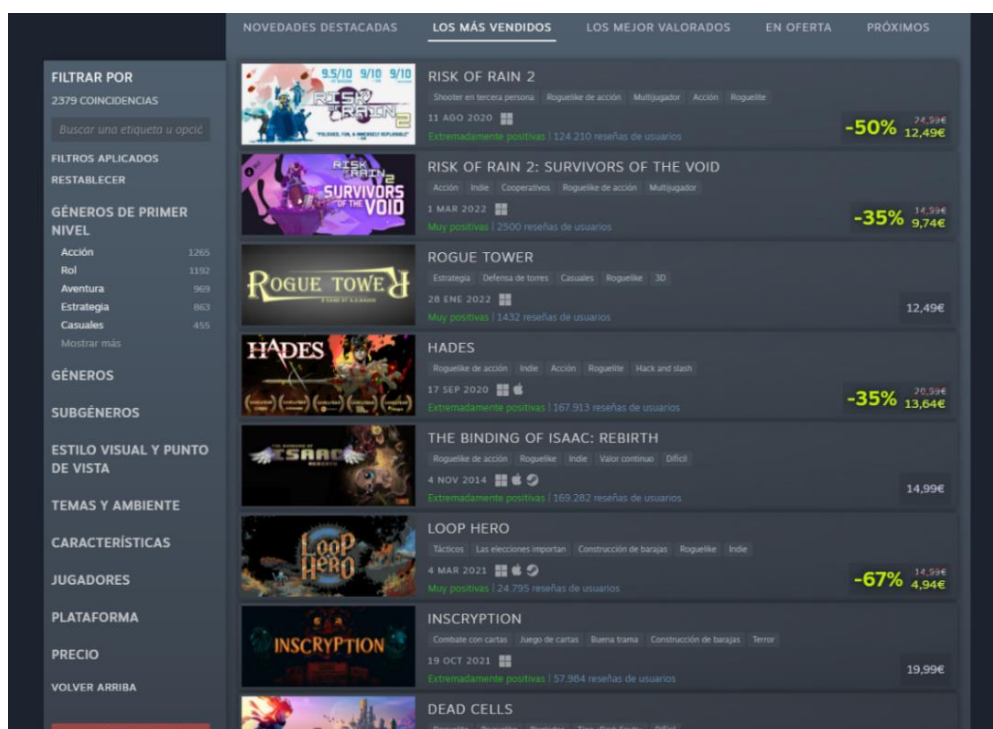 NOVEDADES DESTACADAS LOS MÁS VENDIDOS LOS MEJOR VALORADOS EN OFERTA PRÓXIMOS
FILTRAR POR
2379 COINCIDENCIAS
Buscar una etiqueta u opció
FILTROS APLICADOS
RESTABLECER
GÉNEROS DE PRIMER
NIVEL
Acción 1265
Rol 1192
Aventura 969
Estrategia 863
Casuales 455
Mostrar más
GÉNEROS
SUBGÉNEROS
ESTILO VISUAL Y PUNTO
DE VISTA
TEMAS Y AMBIENTE
CARACTERÍSTICAS
JUGADORES
PLATAFORMA
PRECIO
VOLVER ARRIBA
9.5/10 9/10 9/10
RISK OF RAIN 2
"POLISHED, FUN, & IMMENSELY REPLAYABLE"
RISK OF RAIN 2
Shooter en tercera persona Roguelike de acción Multijugador Acción Roguelite
11 AGO 2020
Extremadamente positivas | 124.210 reseñas de usuarios
-50% 24,99€ 12,49€
RISK OF RAIN 2
SURVIVORS
OF THE VOID
RISK OF RAIN 2: SURVIVORS OF THE VOID
Acción Indie Cooperativos Roguelike de acción Multijugador
1 MAR 2022
Muy positivas | 2500 reseñas de usuarios
-35% 14,99€ 9,74€
ROGUE TOWER
ROGUE TOWER
Estrategia Defensa de torres Casuales Roguelike 3D
28 ENE 2022
Muy positivas | 1432 reseñas de usuarios
12,49€
HADES
HADES
Roguelike de acción Indie Acción Roguelite Hack and slash
17 SEP 2020
Extremadamente positivas | 167.913 reseñas de usuarios
-35% 20,99€ 13,64€
THE BINDING OF
ISAAC
REBIRTH
THE BINDING OF ISAAC: REBIRTH
Roguelike de acción Roguelike Indie Valor continuo Difícil
4 NOV 2014
Extremadamente positivas | 169.282 reseñas de usuarios
14,99€
LOOP
HERO
LOOP HERO
Tácticos Las elecciones importan Construcción de barajas Roguelike Indie
4 MAR 2021
Muy positivas | 24.795 reseñas de usuarios
-67% 14,99€ 4,94€
INSCRYPTION
INSCRYPTION
Combate con cartas Juego de cartas Buena trama Construcción de barajas Terror
19 OCT 2021
Extremadamente positivas | 57.984 reseñas de usuarios
19,99€
DEAD CELLS